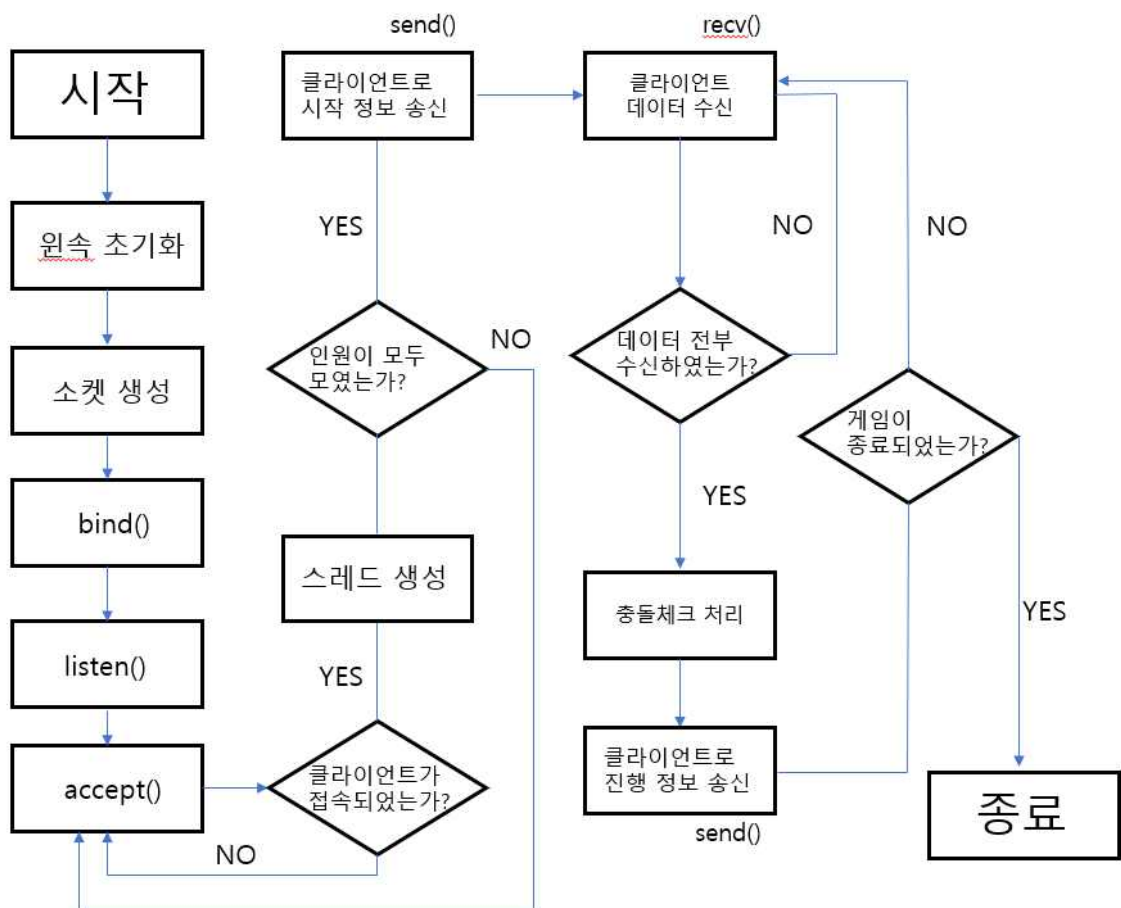 시작
윈속 초기화
소켓 생성
bind()
listen()
accept()
클라이언트가
접속되었는가?
NO
YES
스레드 생성
인원이 모두
모였는가?
NO
YES
send()
클라이언트로
시작 정보 송신
recv()
클라이언트
데이터 수신
NO
데이터 전부
수신하였는가?
YES
충돌체크 처리
클라이언트로
진행 정보 송신
send()
게임이
종료되었는가?
NO
YES
종료